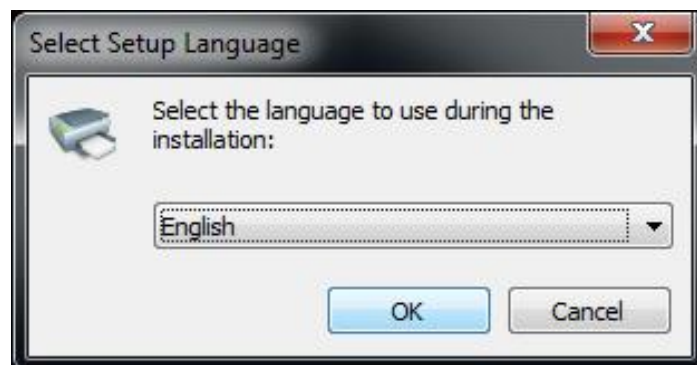 Select Setup Language
Select the language to use during the
installation:
English
OK
Cancel